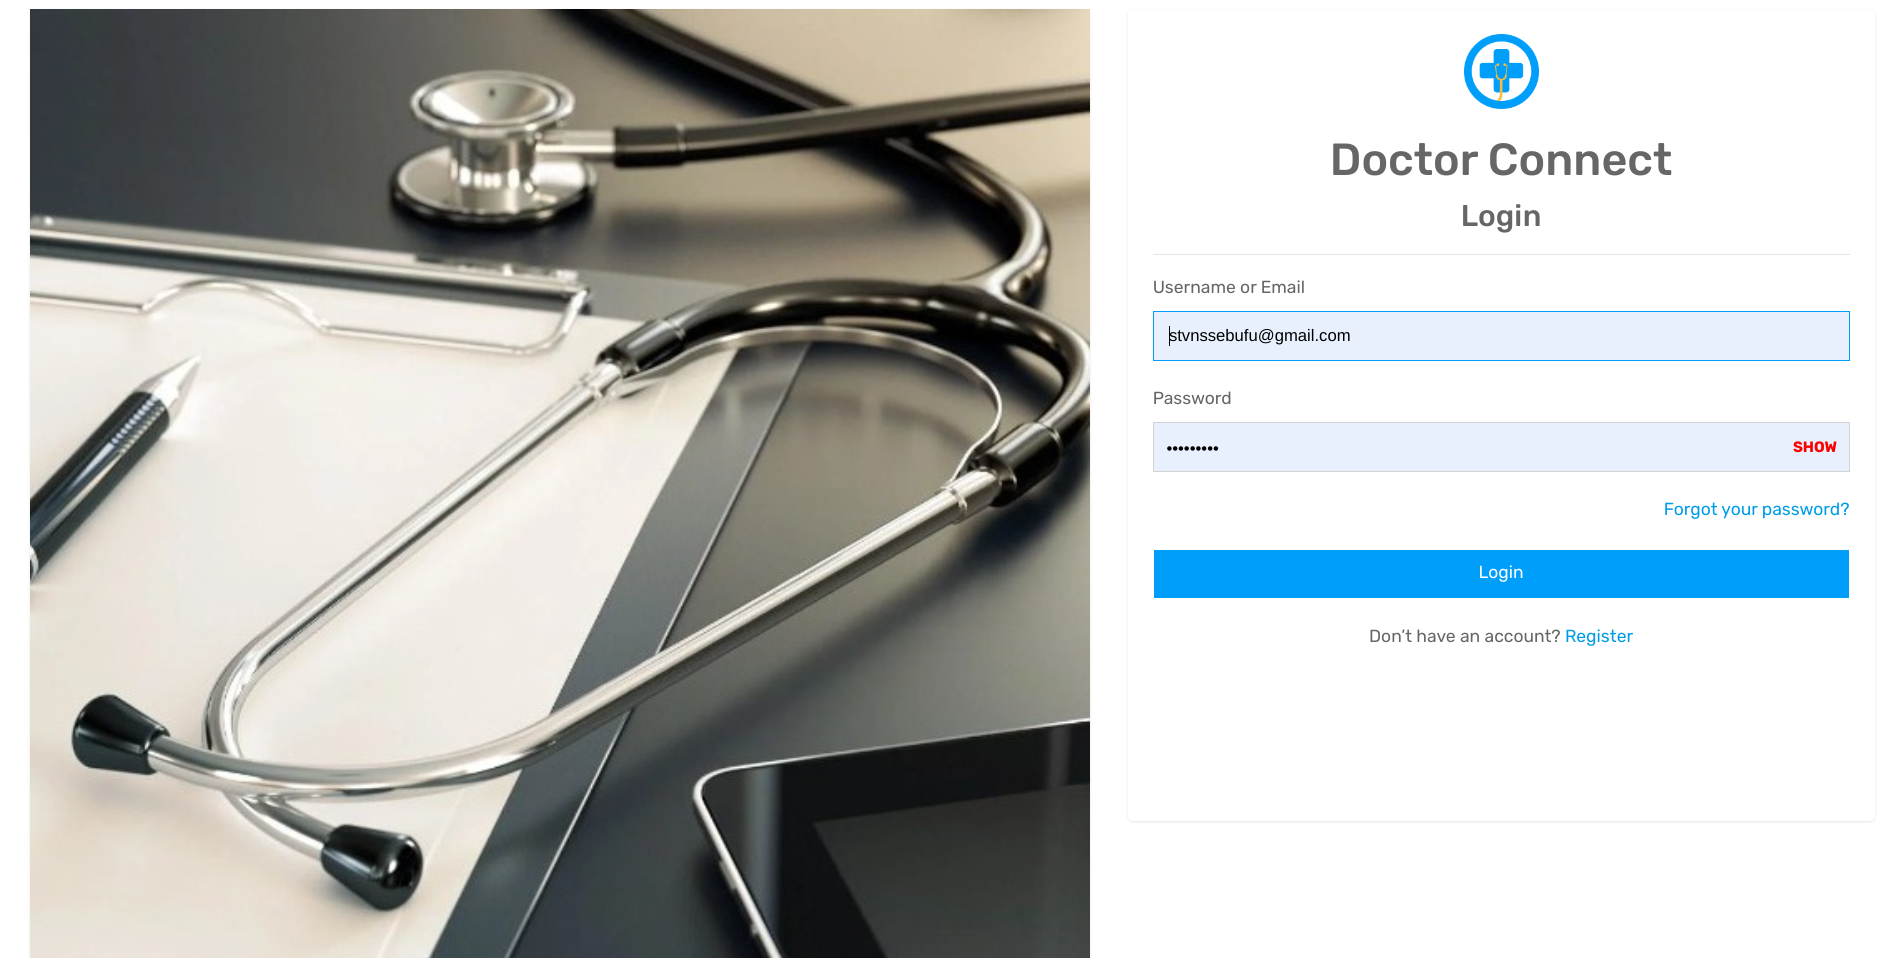 Doctor Connect
Login
Username or Email
stvnssebufu@gmail.com
Password
•••••••••
SHOW
Forgot your password?
Login
Don’t have an account? Register